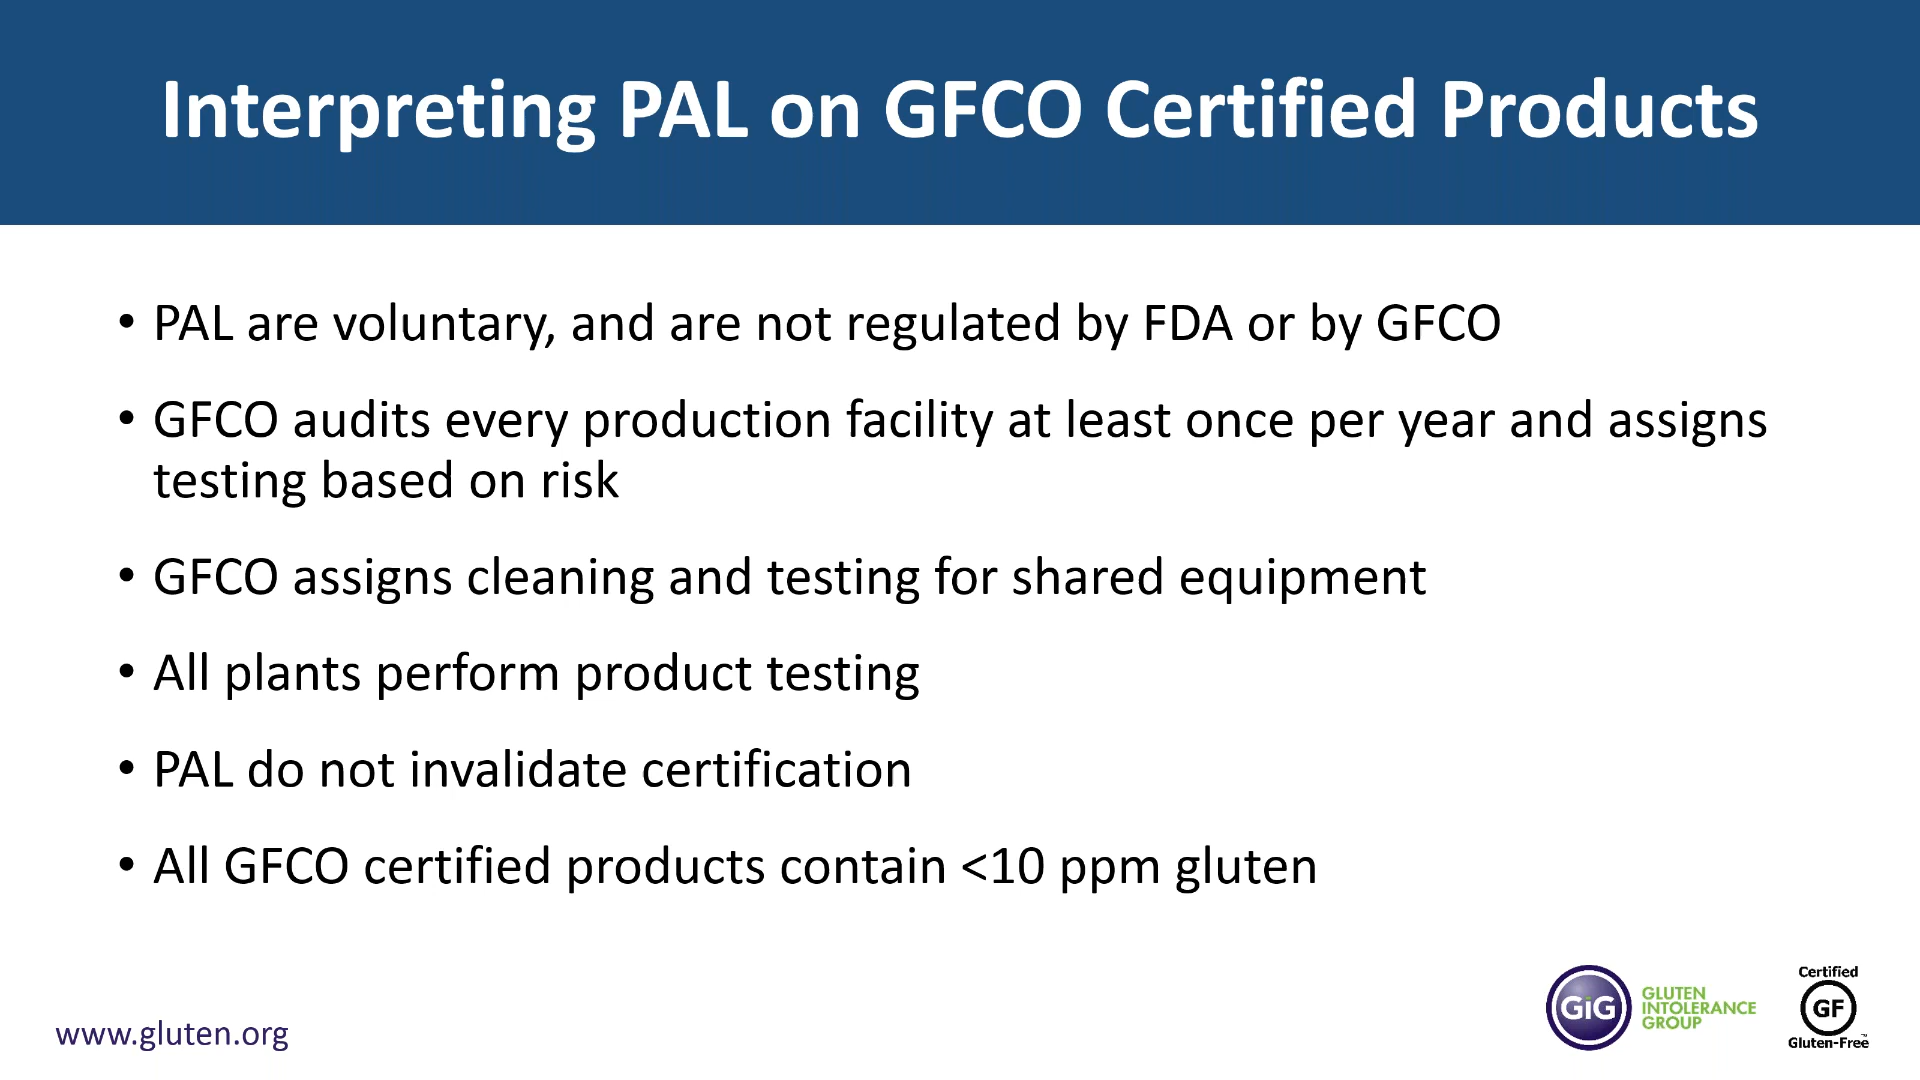 Interpreting PAL on GFCO Certified Products
• PAL are voluntary, and are not regulated by FDA or by GFCO
• GFCO audits every production facility at least once per year and assigns
testing based on risk
• GFCO assigns cleaning and testing for shared equipment
• All plants perform product testing
• PAL do not invalidate certification
• All GFCO certified products contain <10 ppm gluten
www.gluten.org
GiG
GLUTEN
INTOLERANCE
GROUP
Certified
GF
Gluten-Free
™